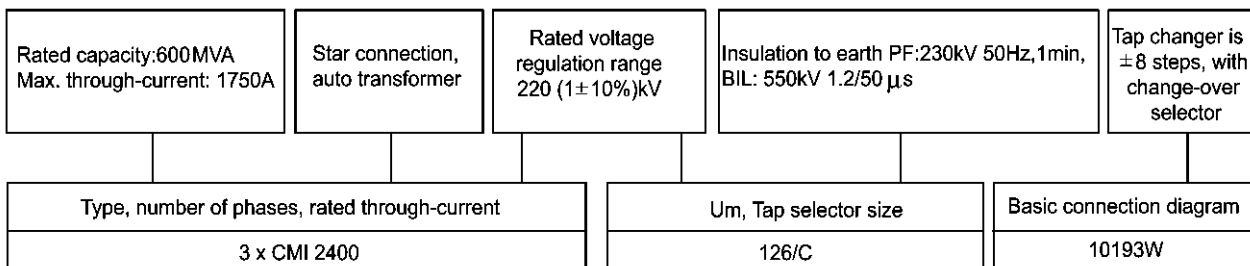 Rated capacity:600MVA
Max. through-current: 1750A
Star connection,
auto transformer
Rated voltage
regulation range
220 (1±10%)kV
Insulation to earth PF:230kV 50Hz,1min,
BIL: 550kV 1.2/50 μs
Tap changer is
±8 steps, with
change-over
selector
Type, number of phases, rated through-current
3 x CMI 2400
Um, Tap selector size
126/C
Basic connection diagram
10193W